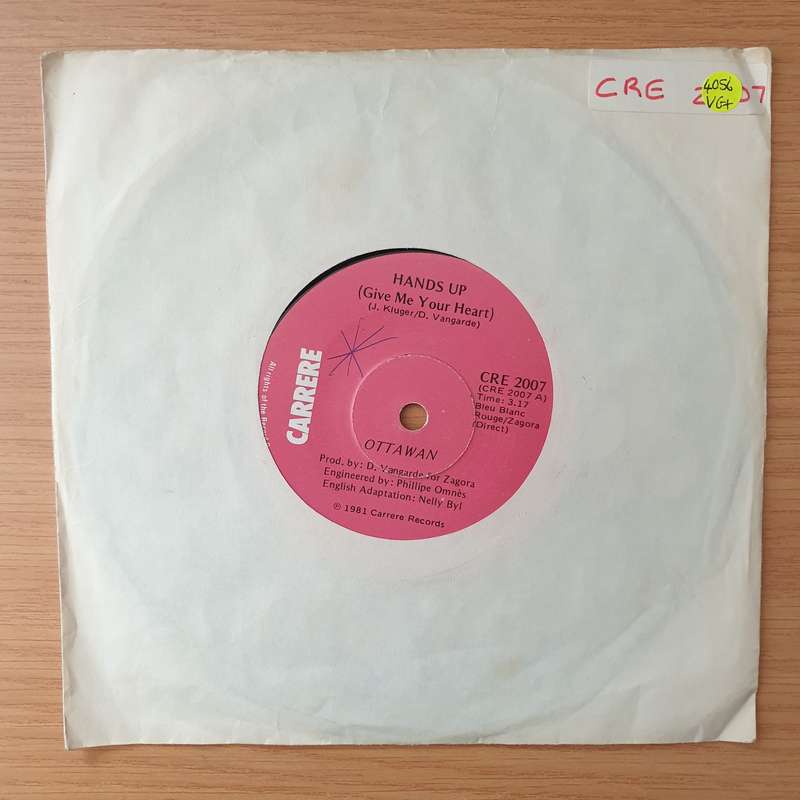 CRE 2007
4056
VG+
HANDS UP
(Give Me Your Heart)
(J. Kluger/D. Vangarde)
CARRERE
All rights of the
CRE 2007
(CRE 2007 A)
Time: 3.17
Bleu Blanc
Rouge/Zagora
(Direct)
OTTAWAN
Prod. by: D. Vangarde for Zagora
Engineered by: Phillipe Omnès
English Adaptation: Nelly Byl
℗ 1981 Carrere Records